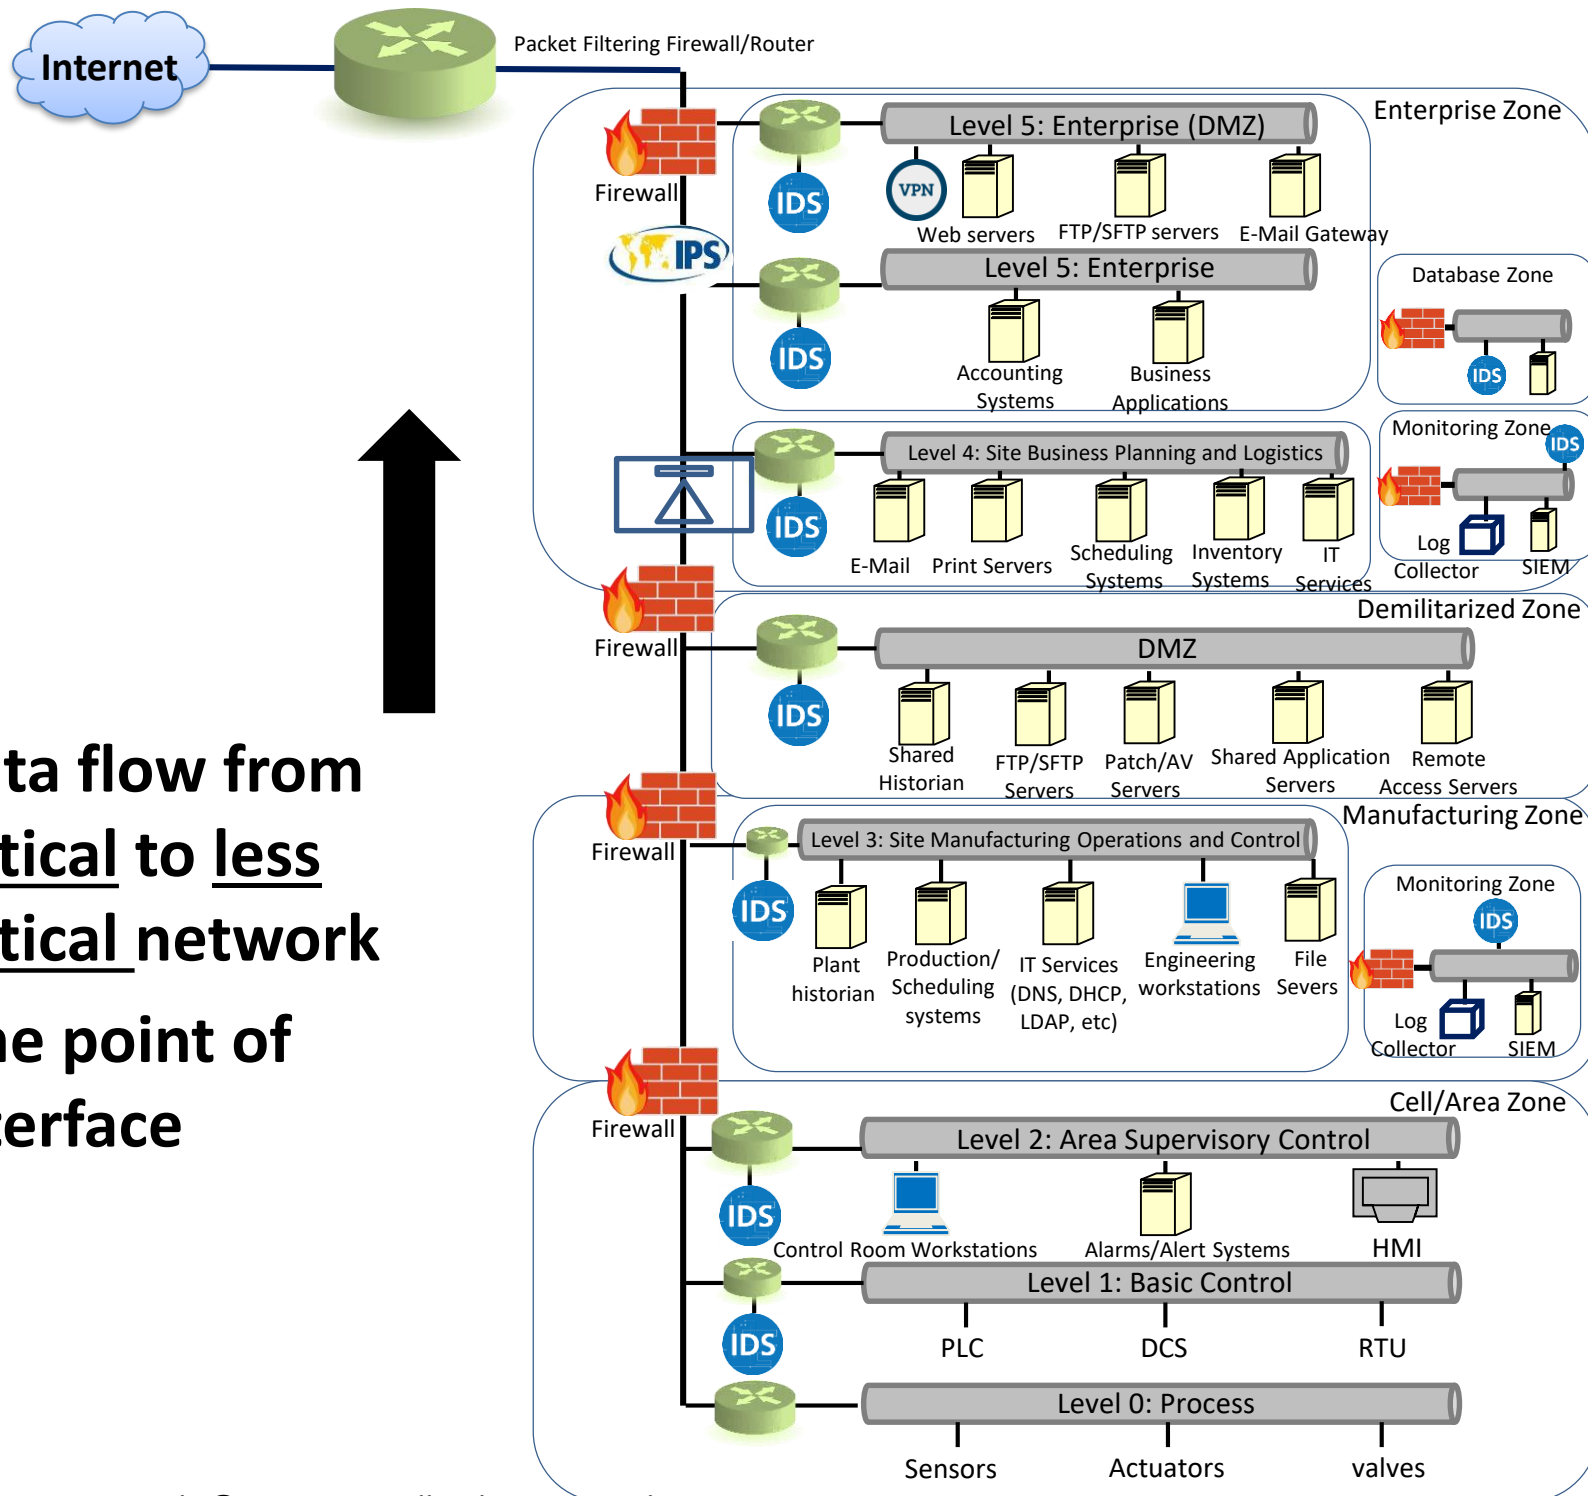 Internet
Packet Filtering Firewall/Router
Enterprise Zone
Level 5: Enterprise (DMZ)
Firewall
IDS
VPN
Web servers
FTP/SFTP servers
E-Mail Gateway
IPS
Level 5: Enterprise
IDS
Accounting
Systems
Business
Applications
Database Zone
IDS
Level 4: Site Business Planning and Logistics
IDS
E-Mail
Print Servers
Scheduling
Systems
Inventory
Systems
IT
Services
Monitoring Zone
IDS
Log
Collector
SIEM
Firewall
Demilitarized Zone
DMZ
IDS
Shared
Historian
FTP/SFTP
Servers
Patch/AV
Servers
Shared Application
Servers
Remote
Access Servers
ta flow from
tical to less
tical network
ne point of
terface
Firewall
Manufacturing Zone
Level 3: Site Manufacturing Operations and Control
IDS
Plant
historian
Production/
Scheduling
systems
IT Services
(DNS, DHCP,
LDAP, etc)
Engineering
workstations
File
Severs
Monitoring Zone
IDS
Log
Collector
SIEM
Firewall
Cell/Area Zone
Level 2: Area Supervisory Control
IDS
Control Room Workstations
Alarms/Alert Systems
HMI
Level 1: Basic Control
IDS
PLC
DCS
RTU
Level 0: Process
Sensors
Actuators
valves